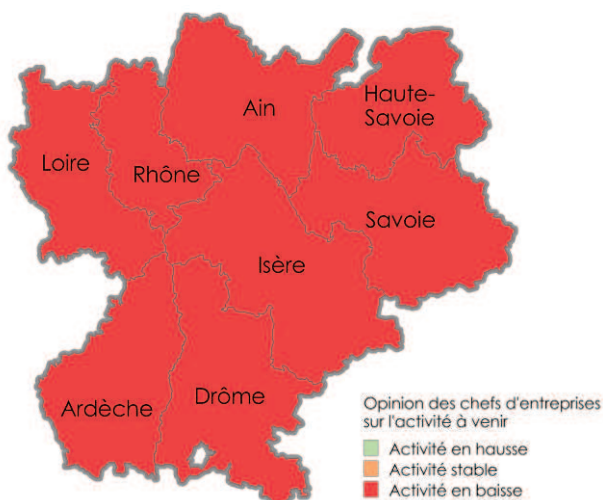 Ain
Haute-
Savoie
Loire
Rhône
Savoie
Isère
Ardèche
Drôme
Opinion des chefs d'entreprises
sur l'activité à venir
Activité en hausse
Activité stable
Activité en baisse